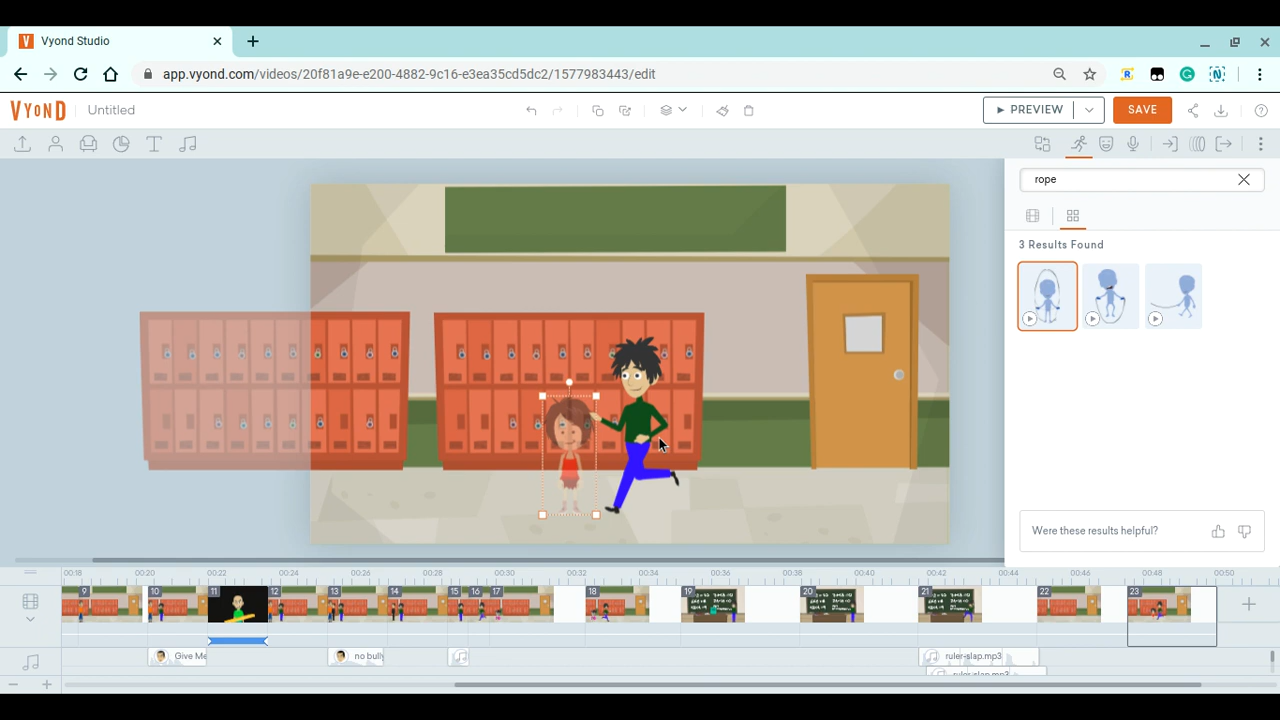 Vyond Studio
app.vyond.com/videos/20f81a9e-e200-4882-9c16-e3ea35cd5dc2/1577983443/edit
VYOND Untitled PREVIEW SAVE
rope
3 Results Found
Were these results helpful?
00:18 00:20 00:22 00:24 00:26 00:28 00:30 00:32 00:34 00:36 00:38 00:40 00:42 00:44 00:46 00:48 00:50
9 10 11 12 13 14 15 16 17 18 19 20 21 22 23
Give Me no bully ruler-slap.mp3
ruler-slap.mp3